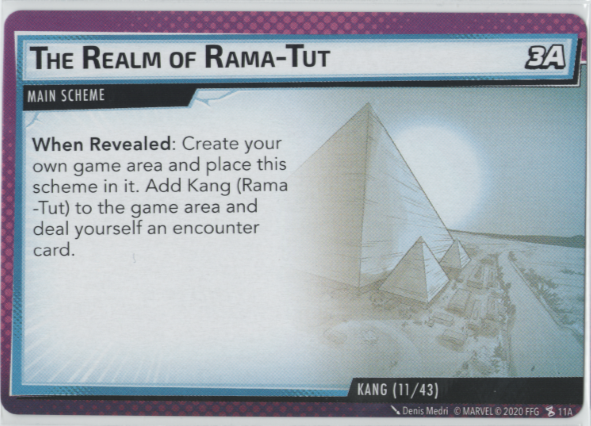 THE REALM OF RAMA-TUT
3A
MAIN SCHEME
When Revealed: Create your
own game area and place this
scheme in it. Add Kang (Rama
-Tut) to the game area and
deal yourself an encounter
card.
KANG (11/43)
Denis Medri © MARVEL © 2020 FFG 11A